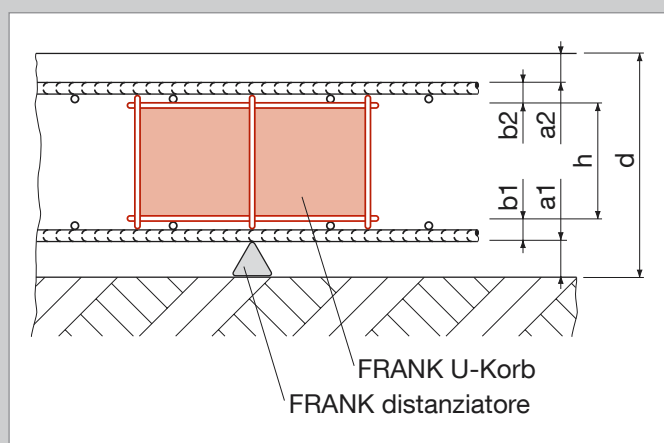 b2
a2
h
d
b1
a1
FRANK U-Korb
FRANK distanziatore